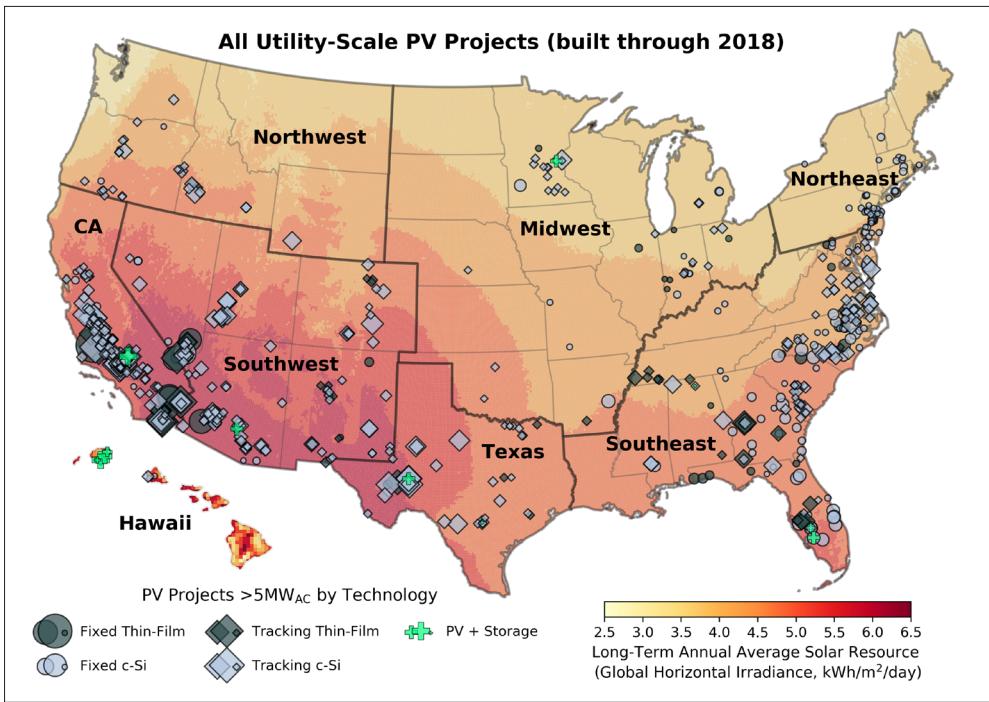 All Utility-Scale PV Projects (built through 2018)
Northwest
Northeast
CA
Midwest
Southwest
Southeast
Texas
Hawaii
PV Projects >5MWAC by Technology
Fixed Thin-Film
Tracking Thin-Film
PV + Storage
Fixed c-Si
Tracking c-Si
2.5 3.0 3.5 4.0 4.5 5.0 5.5 6.0 6.5
Long-Term Annual Average Solar Resource
(Global Horizontal Irradiance, kWh/m²/day)